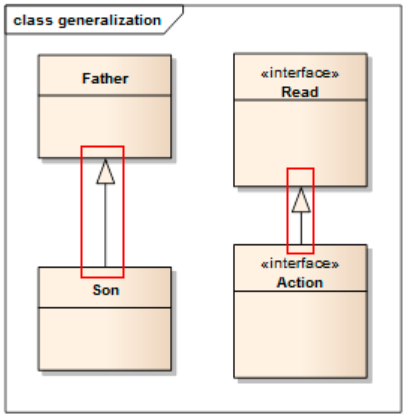 class generalization
Father
«interface»
Read
Son
«interface»
Action